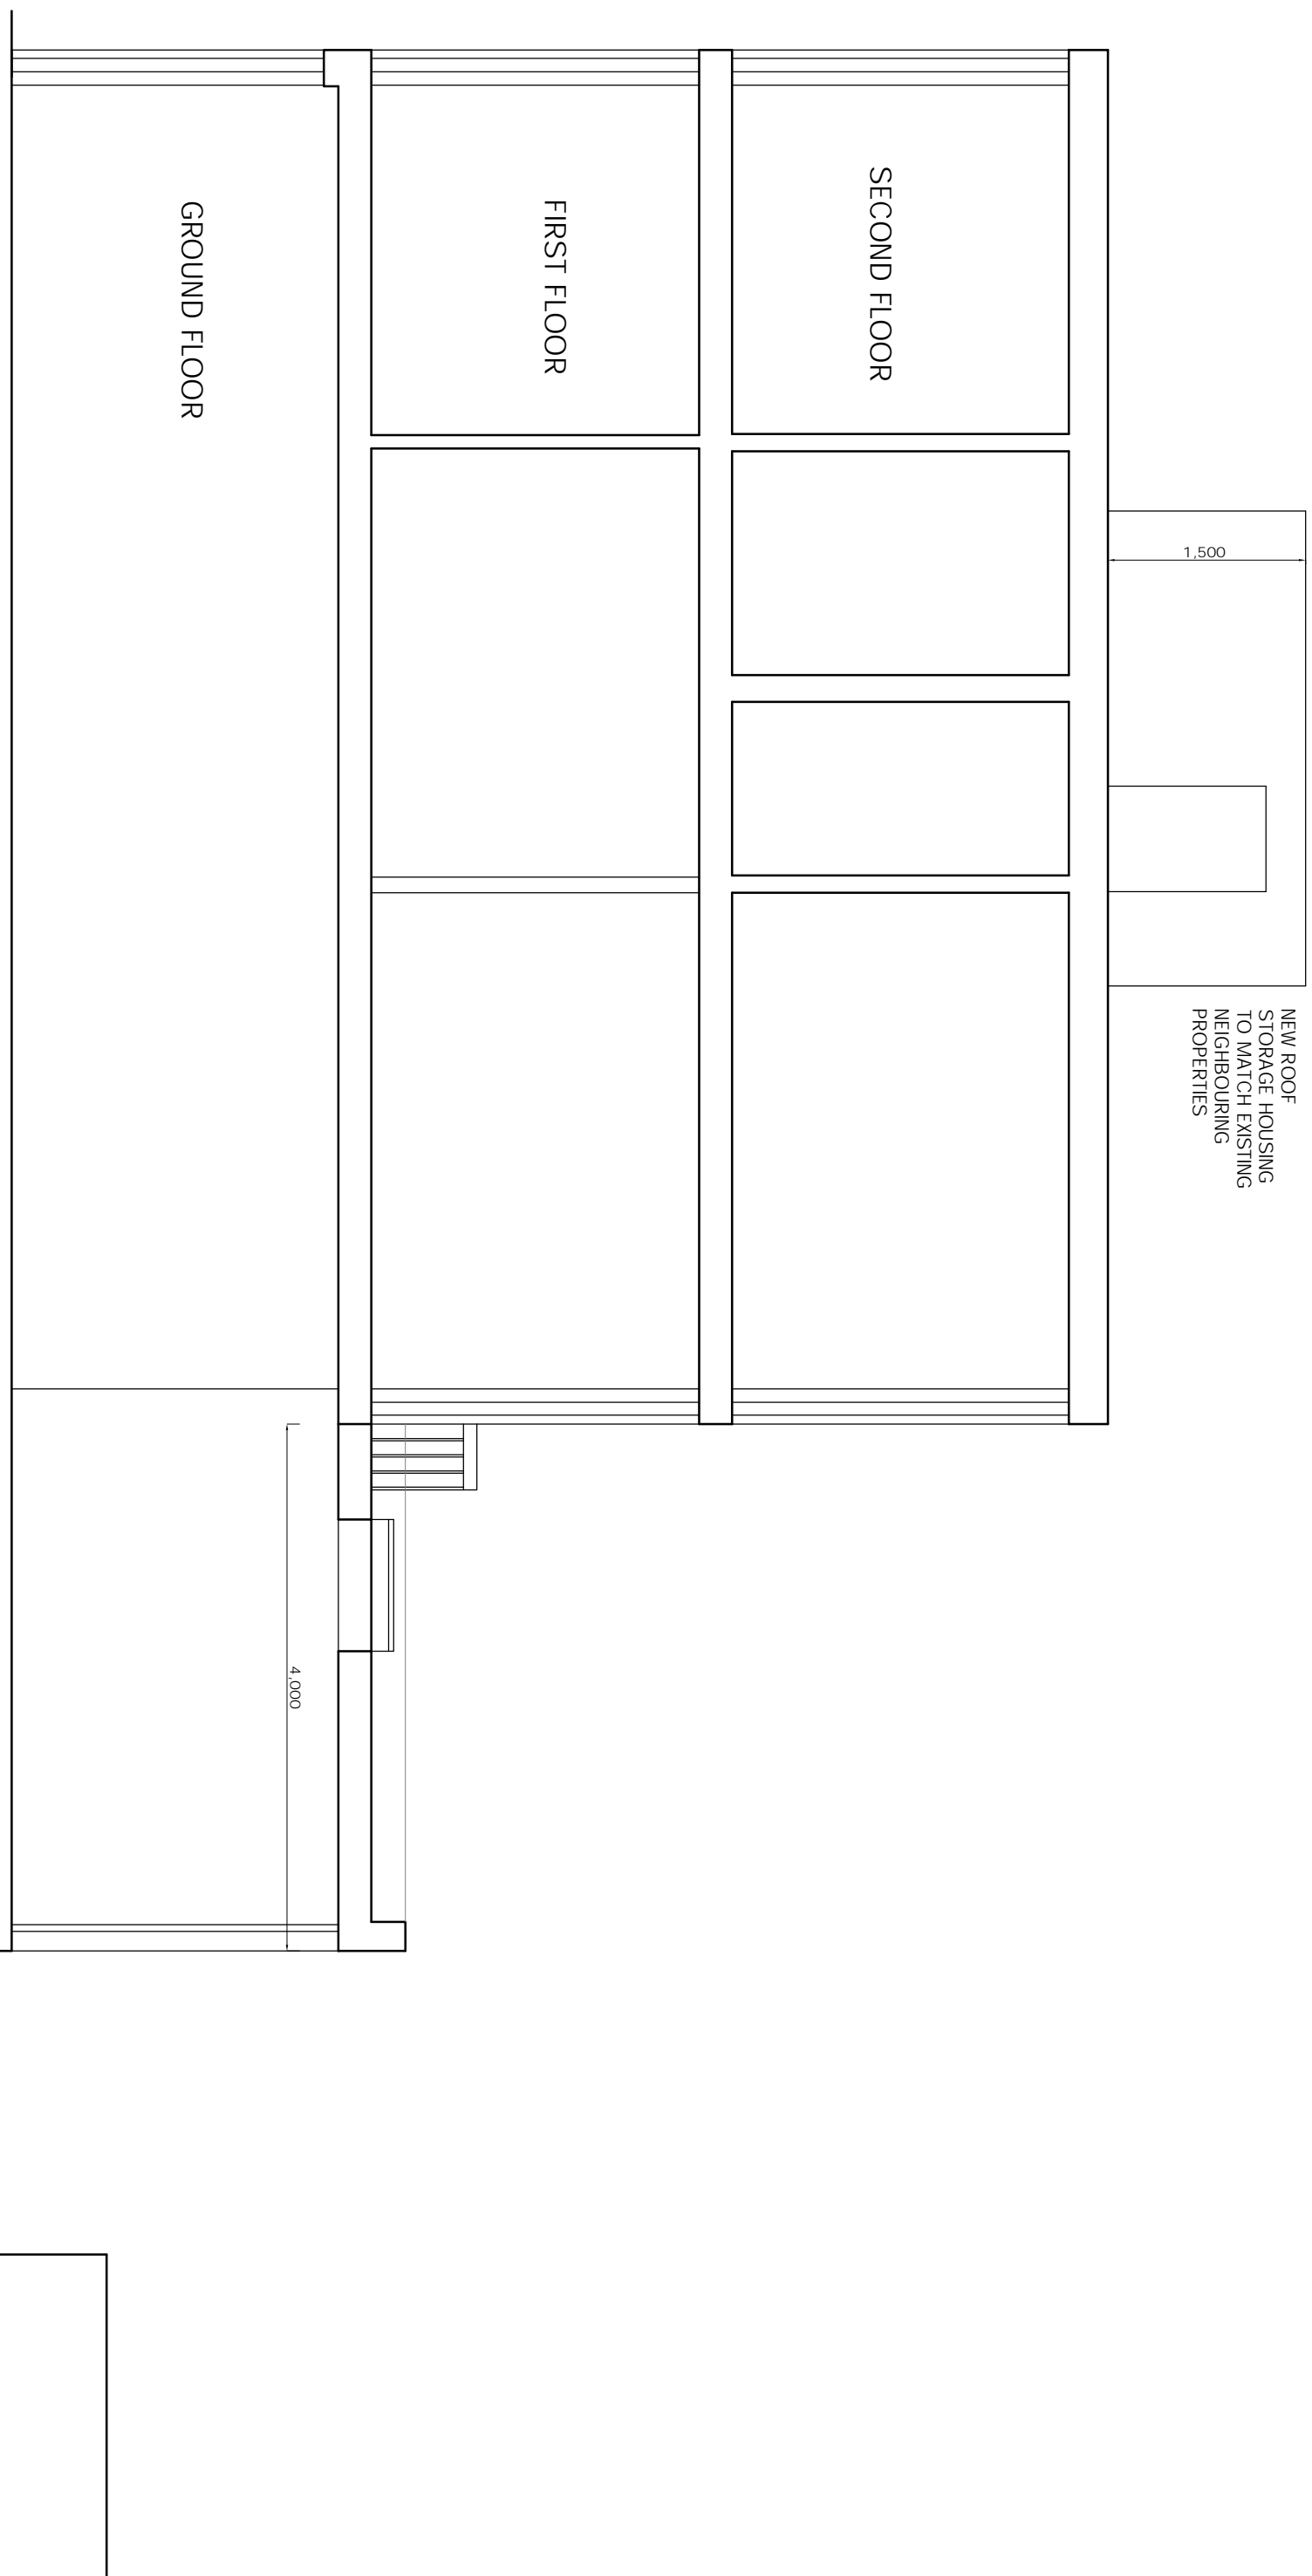 NEW ROOF
STORAGE HOUSING
TO MATCH EXISTING
NEIGHBOURING
PROPERTIES
1,500
SECOND FLOOR
FIRST FLOOR
4,000
GROUND FLOOR